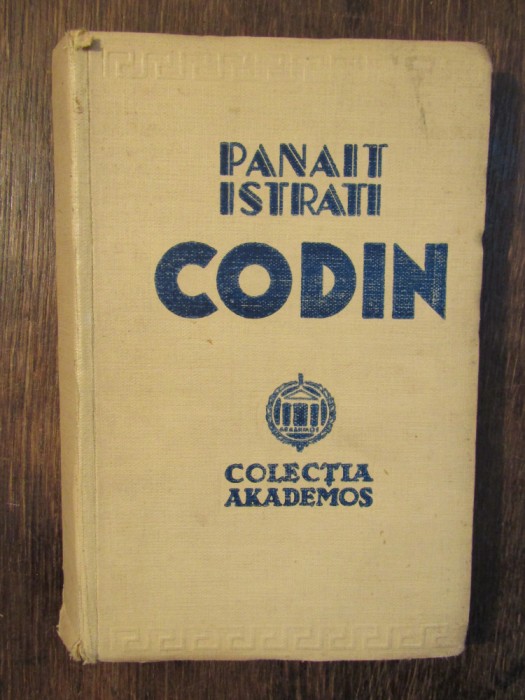 PANAIT
ISTRATI
CODIN
AKADEMOS
COLECȚIA
AKADEMOS